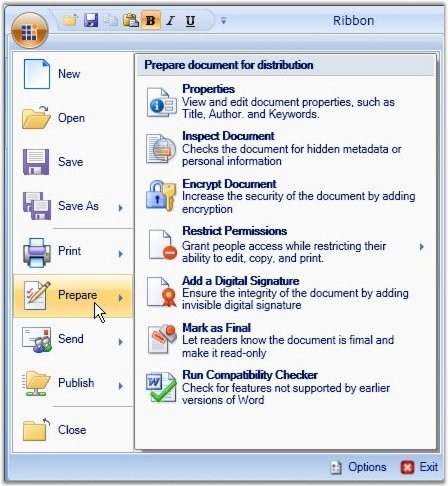 B I U
Ribbon
New
Open
Save
Save As
Print
Prepare
Send
Publish
Close
Prepare document for distribution
Properties
View and edit document properties, such as
Title, Author. and Keywords.
Inspect Document
Checks the document for hidden metadata or
personal information
Encrypt Document
Increase the security of the document by adding
encryption
Restrict Permissions
Grant people access while restricting their
ability to edit, copy, and print.
Add a Digital Signature
Ensure the integrity of the document by adding
invisible digital signature
Mark as Final
Let readers know the document is fimal and
make it read-only
Run Compatibility Checker
Check for features not supported by earlier
versions of Word
Options
Exit